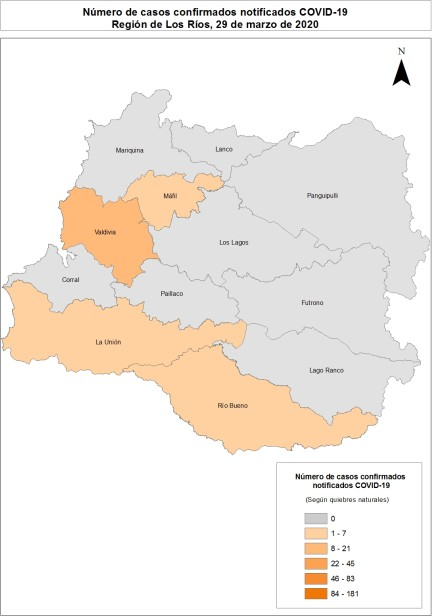 Número de casos confirmados notificados COVID-19
Región de Los Ríos, 29 de marzo de 2020
N
Mariquina
Lanco
Máfil
Panguipulli
Valdivia
Los Lagos
Corral
Paillaco
Futrono
La Unión
Lago Ranco
Río Bueno
Número de casos confirmados
notificados COVID-19
(Según quiebres naturales)
0
1 - 7
8 - 21
22 - 45
46 - 83
84 - 181